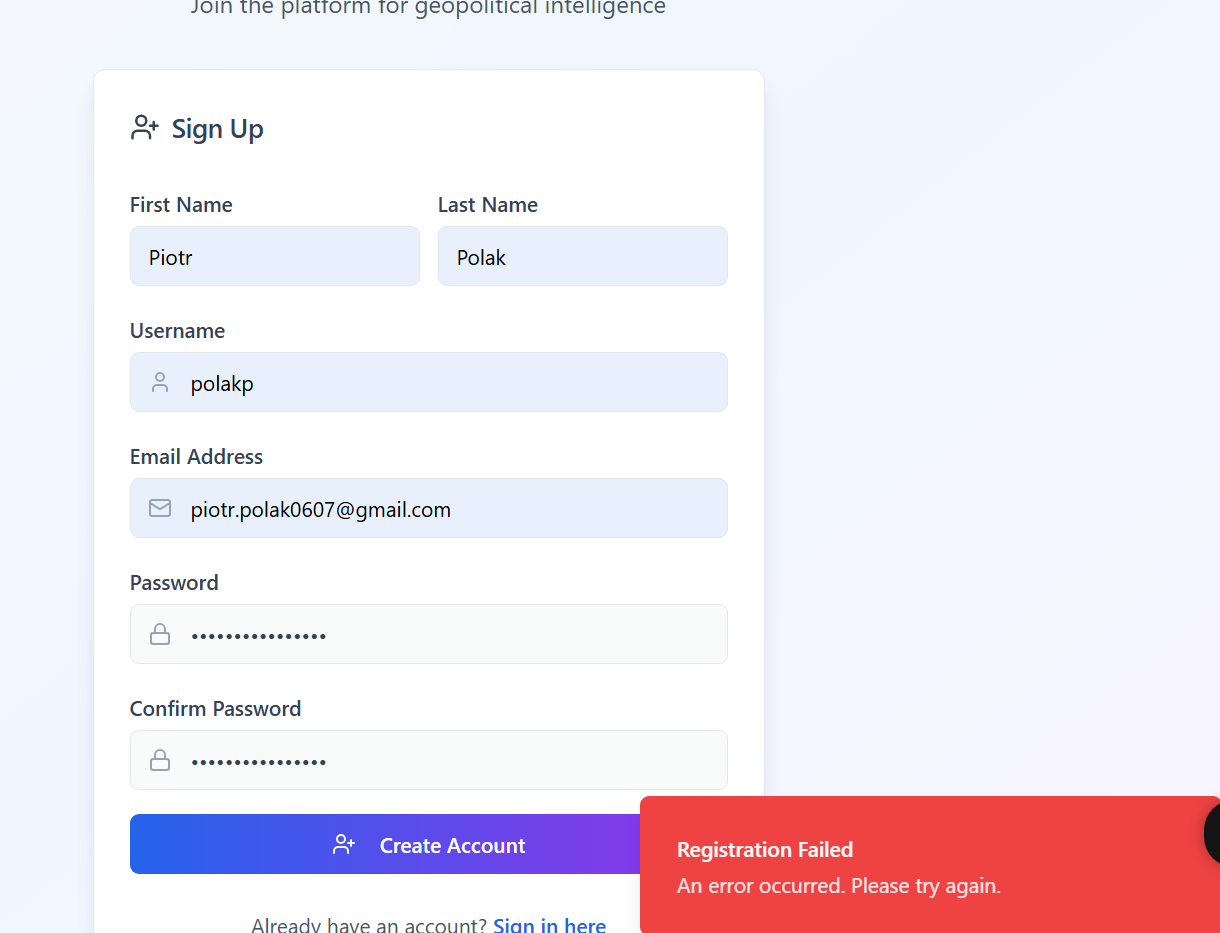 Join the platform for geopolitical intelligence
Sign Up
First Name
Last Name
Piotr
Polak
Username
polakp
Email Address
piotr.polak0607@gmail.com
Password
••••••••••••••••
Confirm Password
••••••••••••••••
Create Account
Registration Failed
An error occurred. Please try again.
Already have an account? Sign in here